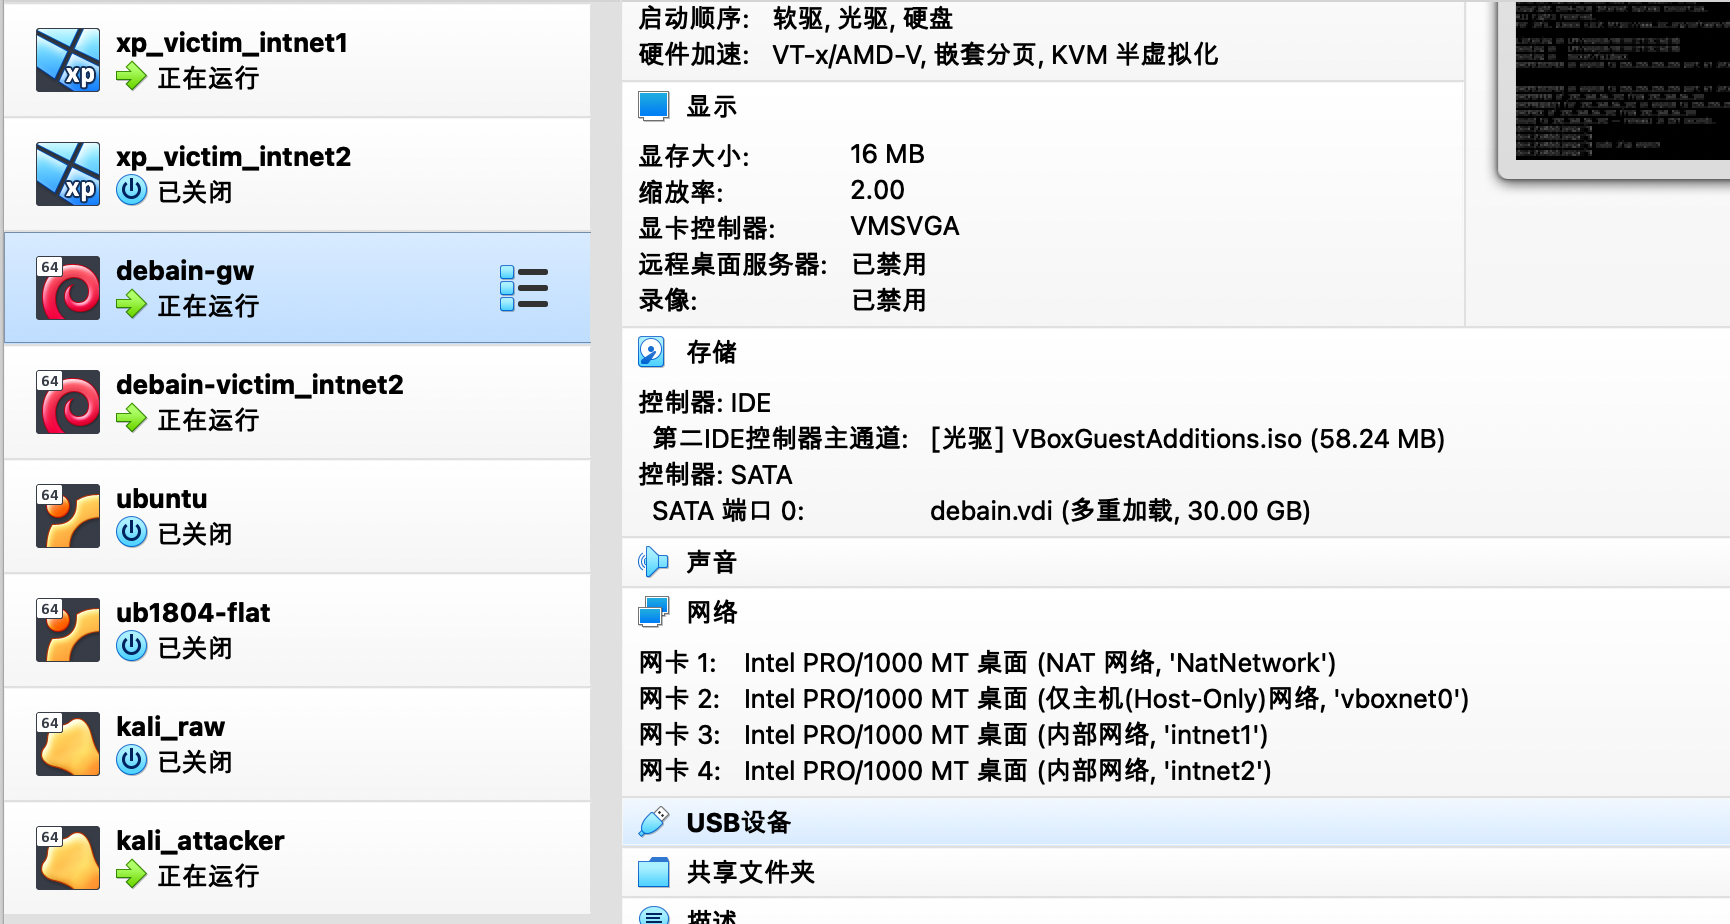 xp_victim_intnet1
xp
正在运行
xp_victim_intnet2
xp
已关闭
64
debain-gw
正在运行
64
debain-victim_intnet2
正在运行
64
ubuntu
已关闭
64
ub1804-flat
已关闭
64
kali_raw
已关闭
64
kali_attacker
正在运行
启动顺序: 软驱, 光驱, 硬盘
硬件加速: VT-x/AMD-V, 嵌套分页, KVM 半虚拟化
显示
显存大小: 16 MB
缩放率: 2.00
显卡控制器: VMSVGA
远程桌面服务器: 已禁用
录像: 已禁用
存储
控制器: IDE
第二IDE控制器主通道: [光驱] VBoxGuestAdditions.iso (58.24 MB)
控制器: SATA
SATA 端口 0: debain.vdi (多重加载, 30.00 GB)
声音
网络
网卡 1: Intel PRO/1000 MT 桌面 (NAT 网络, 'NatNetwork')
网卡 2: Intel PRO/1000 MT 桌面 (仅主机(Host-Only)网络, 'vboxnet0')
网卡 3: Intel PRO/1000 MT 桌面 (内部网络, 'intnet1')
网卡 4: Intel PRO/1000 MT 桌面 (内部网络, 'intnet2')
USB设备
共享文件夹
描述